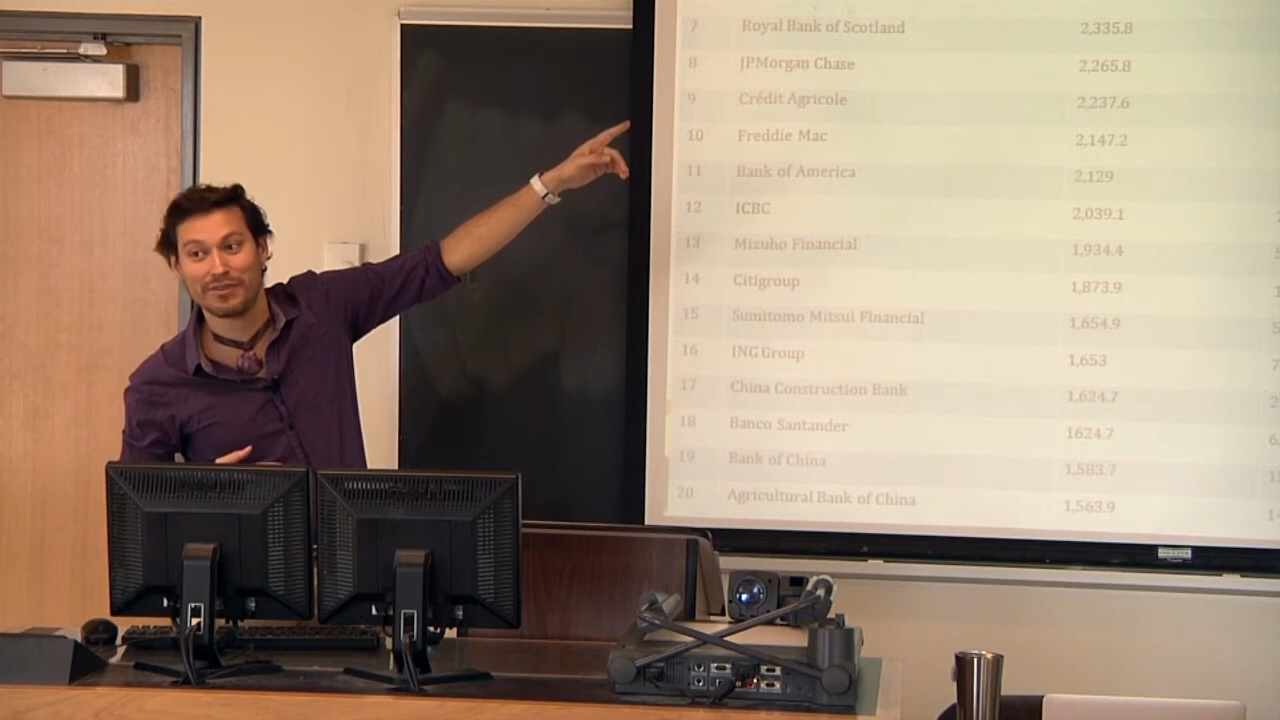 7 Royal Bank of Scotland 2,335.8
8 JPMorgan Chase 2,265.8
9 Crédit Agricole 2,237.6
10 Freddie Mac 2,147.2
11 Bank of America 2,129
12 ICBC 2,039.1
13 Mizuho Financial 1,934.4
14 Citigroup 1,873.9
15 Sumitomo Mitsui Financial 1,654.9
16 ING Group 1,653
17 China Construction Bank 1,624.7
18 Banco Santander 1624.7
19 Bank of China 1,583.7
20 Agricultural Bank of China 1,563.9